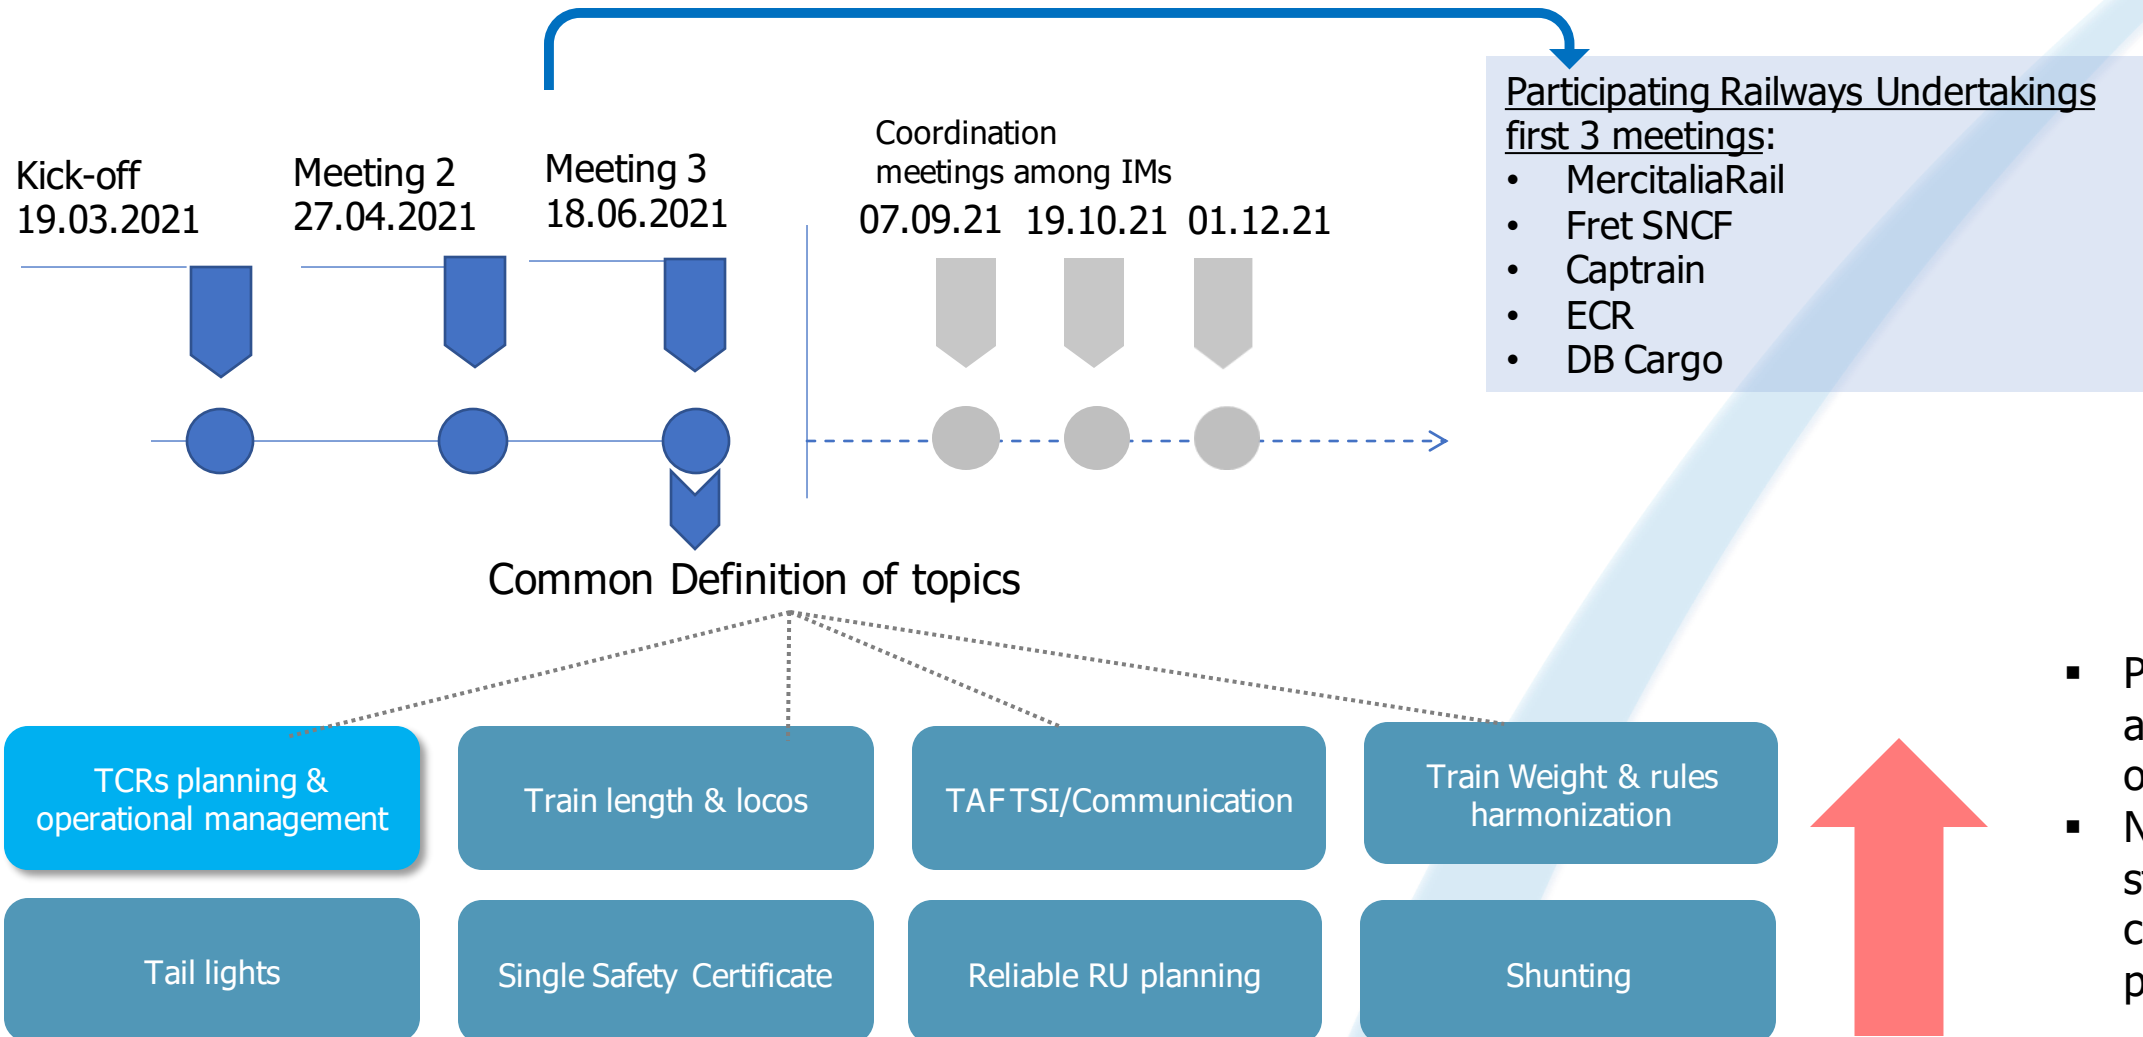 Kick-off
19.03.2021
Meeting 2
27.04.2021
Meeting 3
18.06.2021
Coordination
meetings among IMs
07.09.21 19.10.21 01.12.21
Participating Railways Undertakings
first 3 meetings:
• MercitaliaRail
• Fret SNCF
• Captrain
• ECR
• DB Cargo
Common Definition of topics
TCRs planning &
operational management
Train length & locos
TAF TSI/Communication
Train Weight & rules
harmonization
Tail lights
Single Safety Certificate
Reliable RU planning
Shunting